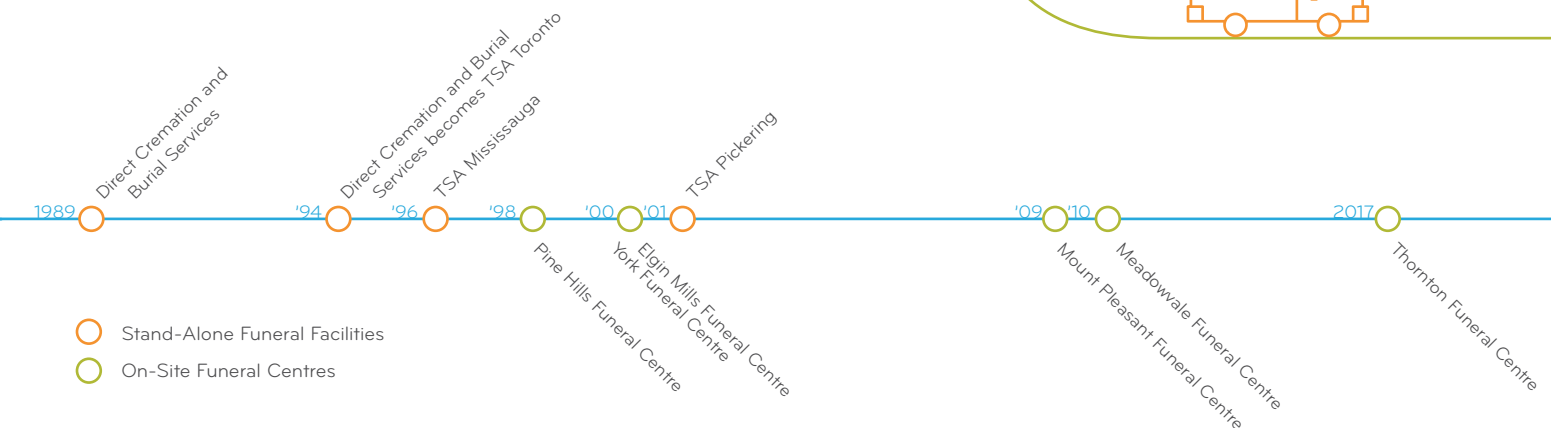 Direct Cremation and
Burial Services
Direct Cremation and Burial
Services becomes TSA Toronto
TSA Mississauga
TSA Pickering
1989
'94
'96
'98
'00
'01
'09
'10
2017
Pine Hills Funeral Centre
Elgin Mills Funeral Centre
York Funeral Centre
Mount Pleasant Funeral Centre
Meadowvale Funeral Centre
Thornton Funeral Centre
Stand-Alone Funeral Facilities
On-Site Funeral Centres